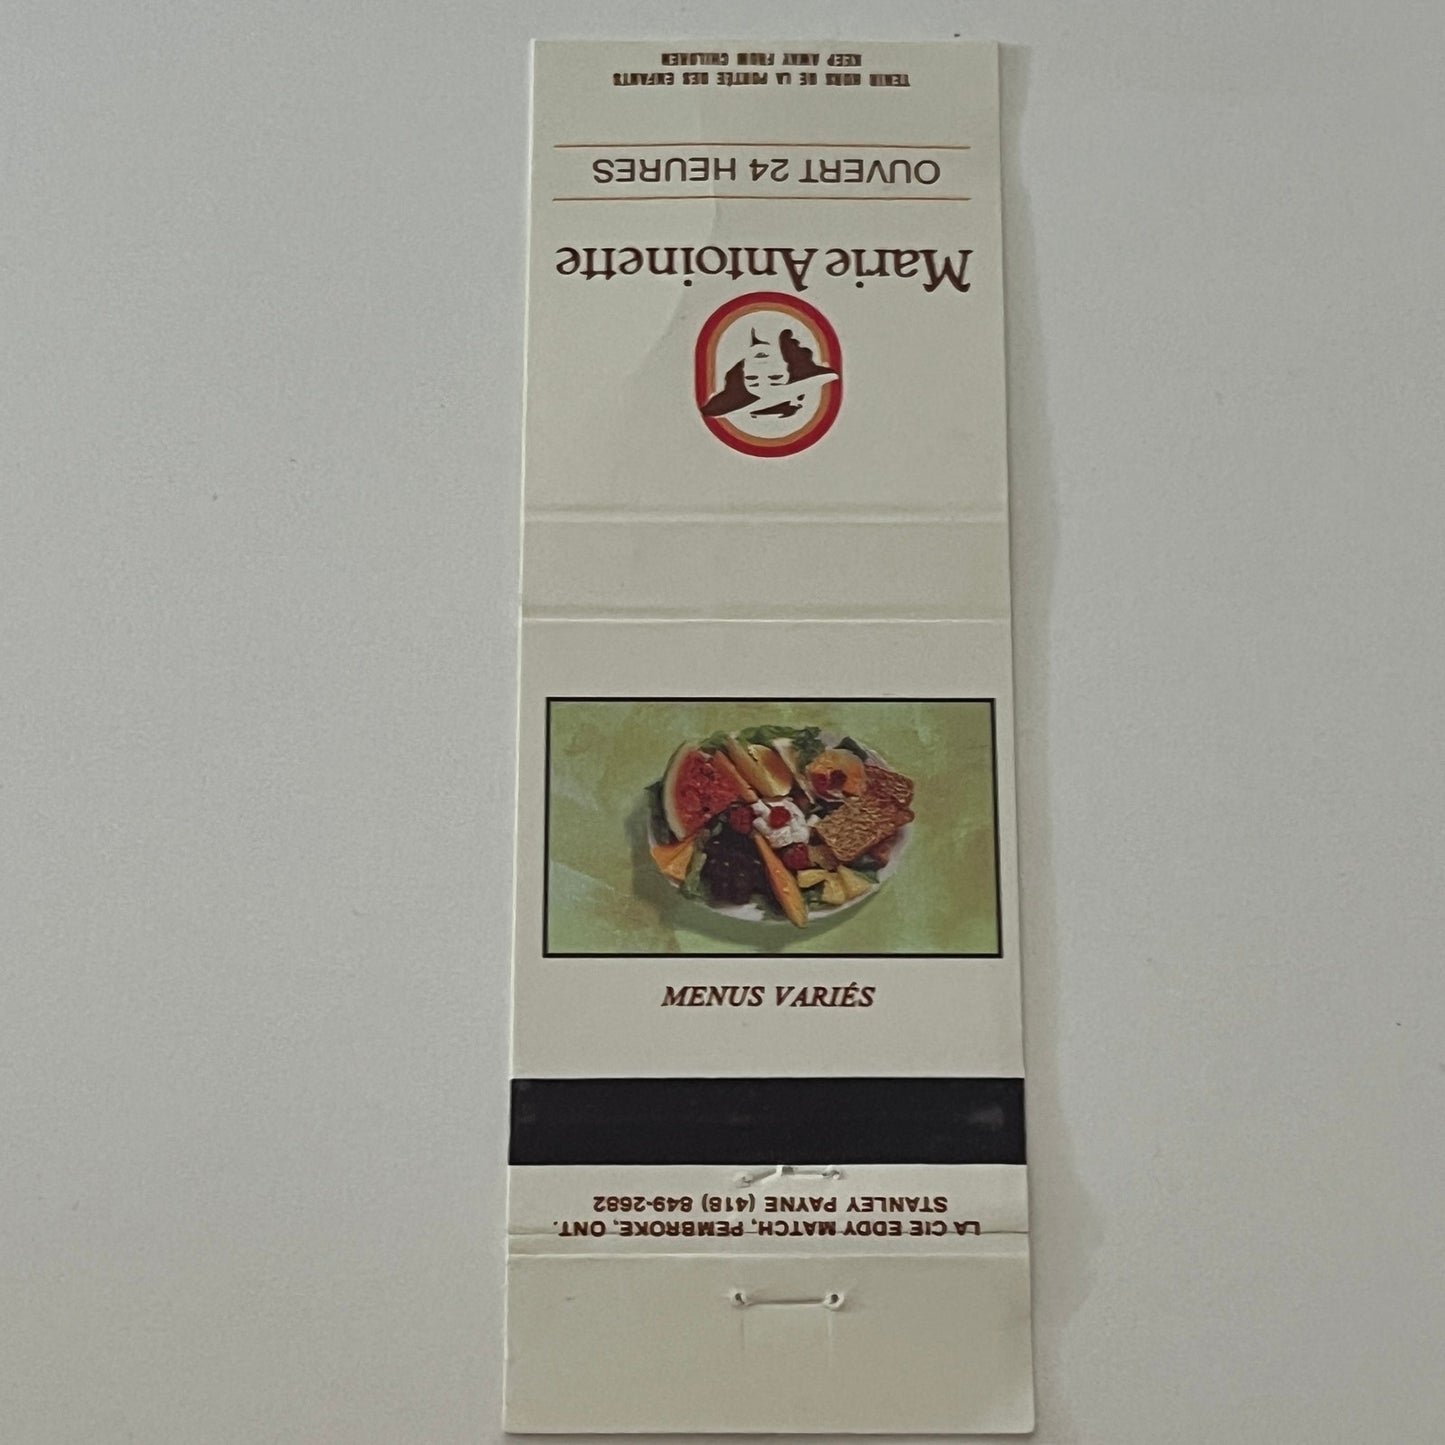 KEEP AWAY FROM CHILDREN
TENIR HORS DE LA PORTÉE DES ENFANTS
OUVERT 24 HEURES
Marie Antoinette
MENUS VARIÉS
LA CIE EDDY MATCH, PEMBROKE, ONT.
STANLEY PAYNE (418) 849-2682